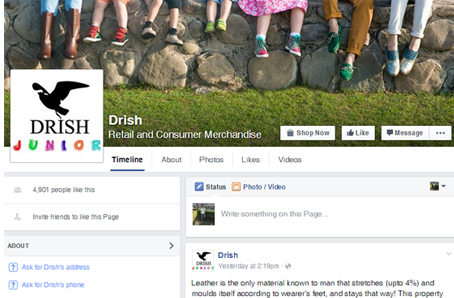 DRISH
JUNIOR
Drish
Retail and Consumer Merchandise
Shop Now
Like
Message
Timeline
About
Photos
Likes
Videos
4,901 people like this
Invite friends to like this Page
ABOUT
Ask for Drish's address
Ask for Drish's phone
Status
Photo / Video
Write something on this Page...
DRISH
JUNIOR
Drish
Yesterday at 2:19pm ·
Leather is the only material known to man that stretches (upto 4%) and
moulds itself according to wearer's feet, and stays that way! This property